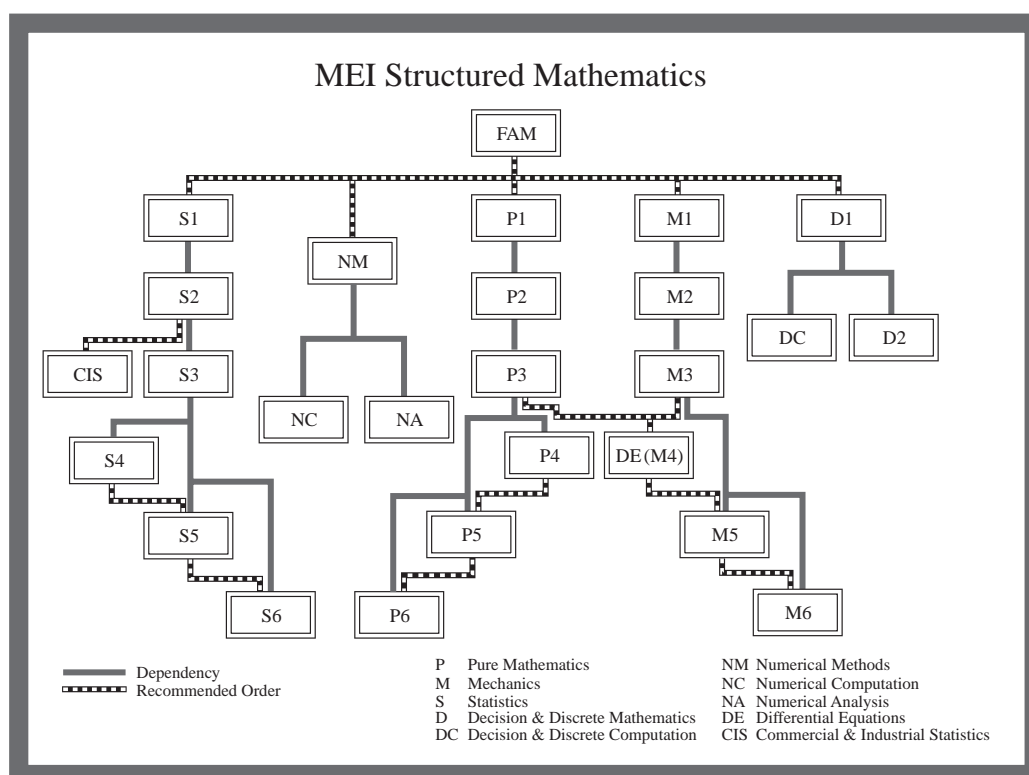 MEI Structured Mathematics
FAM
S1
P1
M1
D1
NM
S2
P2
M2
DC
D2
CIS
S3
P3
M3
NC
NA
S4
P4
DE (M4)
S5
P5
M5
S6
P6
M6
Dependency
Recommended Order
P Pure Mathematics
M Mechanics
S Statistics
D Decision & Discrete Mathematics
DC Decision & Discrete Computation
NM Numerical Methods
NC Numerical Computation
NA Numerical Analysis
DE Differential Equations
CIS Commercial & Industrial Statistics